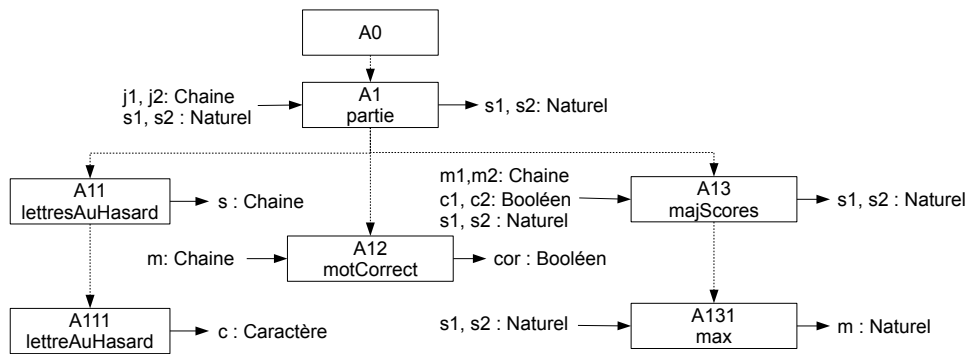 A0
j1, j2: Chaine
s1, s2 : Naturel
A1
partie
s1, s2: Naturel
A11
lettresAuHasard
s : Chaine
m1,m2: Chaine
c1, c2: Booléen
s1, s2 : Naturel
A13
majScores
s1, s2 : Naturel
m: Chaine
A12
motCorrect
cor : Booléen
A111
lettreAuHasard
c : Caractère
s1, s2 : Naturel
A131
max
m : Naturel